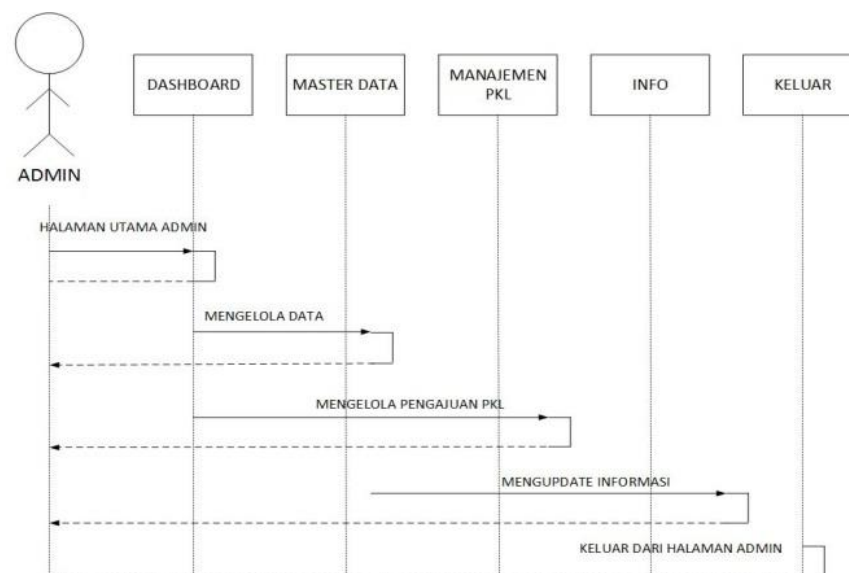 DASHBOARD
MASTER DATA
MANAJEMEN
PKL
INFO
KELUAR
ADMIN
HALAMAN UTAMA ADMIN
MENGELOLA DATA
MENGELOLA PENGAJUAN PKL
MENGUPDATE INFORMASI
KELUAR DARI HALAMAN ADMIN